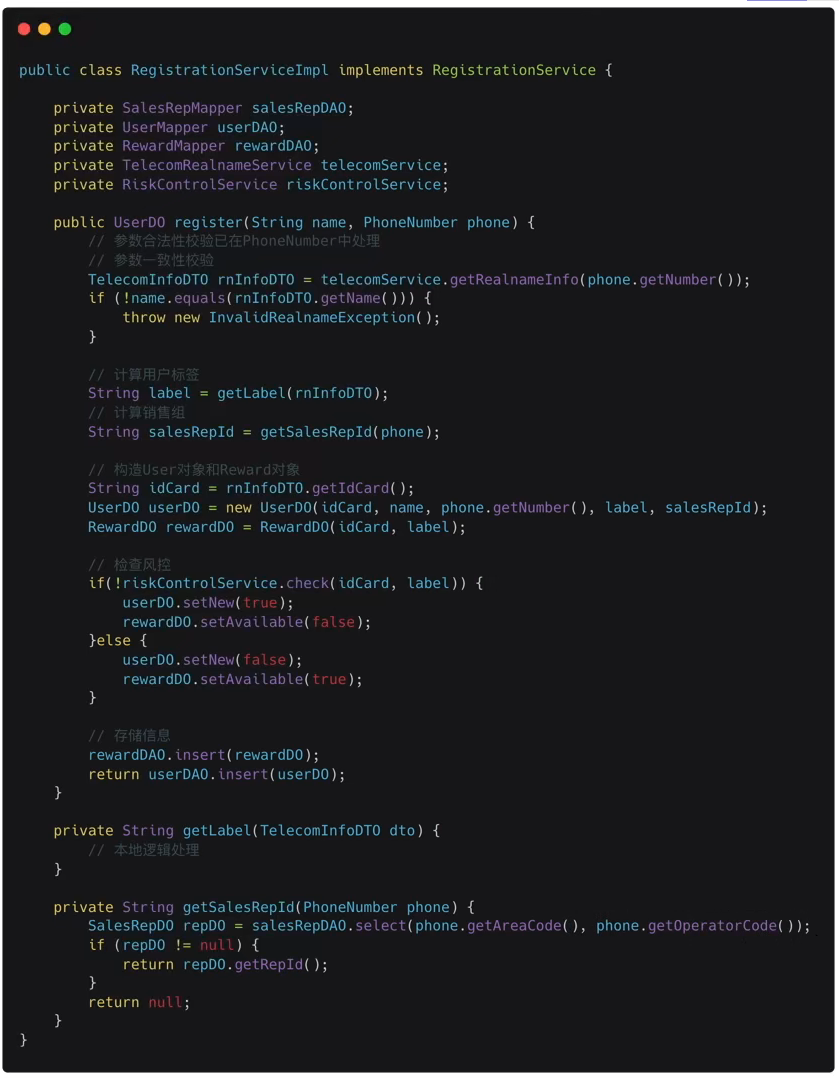 public class RegistrationServiceImpl implements RegistrationService {
private SalesRepMapper salesRepDAO;
private UserMapper userDAO;
private RewardMapper rewardDAO;
private TelecomRealnameService telecomService;
private RiskControlService riskControlService;
public UserDO register(String name, PhoneNumber phone) {
// 参数合法性校验已在PhoneNumber中处理
// 参数一致性校验
TelecomInfoDTO rnInfoDTO = telecomService.getRealnameInfo(phone.getNumber());
if (!name.equals(rnInfoDTO.getName())) {
throw new InvalidRealnameException();
}
// 计算用户标签
String label = getLabel(rnInfoDTO);
// 计算销售组
String salesRepId = getSalesRepId(phone);
// 构造User对象和Reward对象
String idCard = rnInfoDTO.getIdCard();
UserDO userDO = new UserDO(idCard, name, phone.getNumber(), label, salesRepId);
RewardDO rewardDO = RewardDO(idCard, label);
// 检查风控
if(!riskControlService.check(idCard, label)) {
userDO.setNew(true);
rewardDO.setAvailable(false);
}else {
userDO.setNew(false);
rewardDO.setAvailable(true);
}
// 存储信息
rewardDAO.insert(rewardDO);
return userDAO.insert(userDO);
}
private String getLabel(TelecomInfoDTO dto) {
// 本地逻辑处理
}
private String getSalesRepId(PhoneNumber phone) {
SalesRepDO repDO = salesRepDAO.select(phone.getAreaCode(), phone.getOperatorCode());
if (repDO != null) {
return repDO.getRepId();
}
return null;
}
}